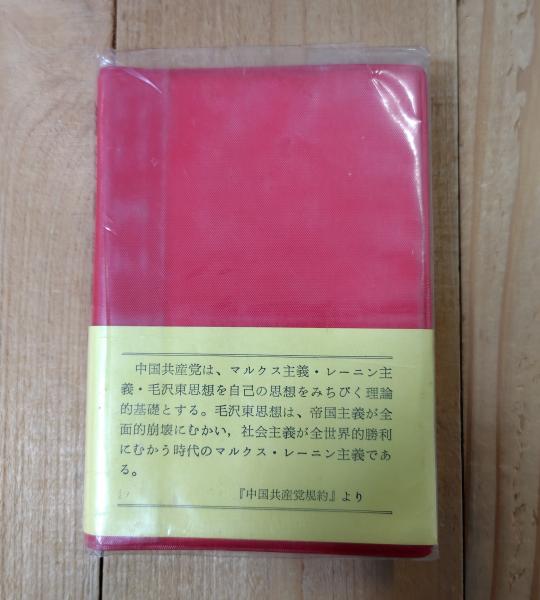 中国共産党は、マルクス主義・レーニン主
義・毛沢東思想を自己の思想をみちびく理論
的基礎とする。毛沢東思想は、帝国主義が全
面的崩壊にむかい，社会主義が全世界的勝利
にむかう時代のマルクス・レーニン主義であ
る。
『中国共産党規約』より